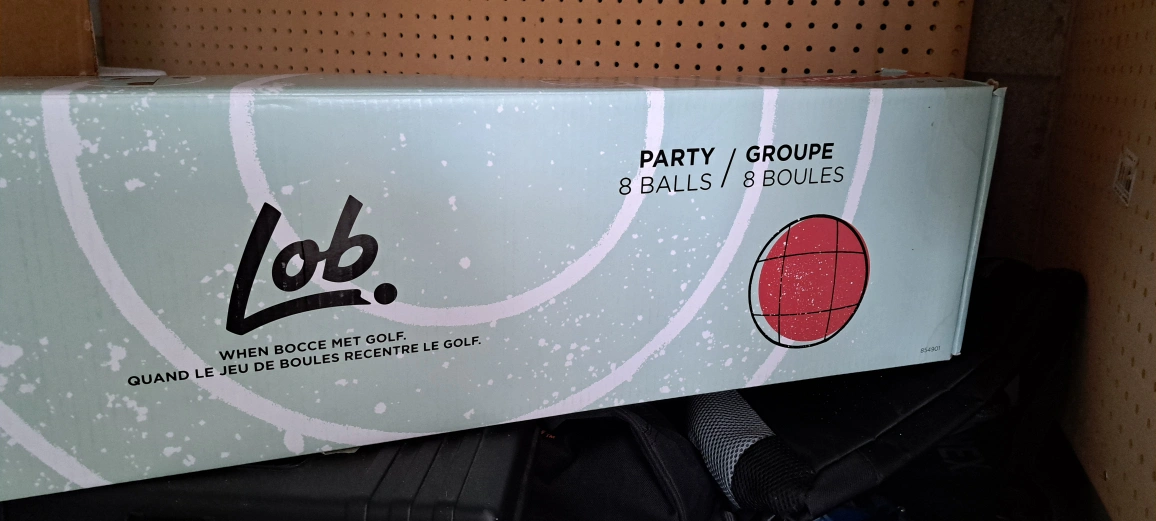 PARTY / GROUPE
8 BALLS / 8 BOULES
Lob.
WHEN BOCCE MET GOLF.
QUAND LE JEU DE BOULES RECENTRE LE GOLF.